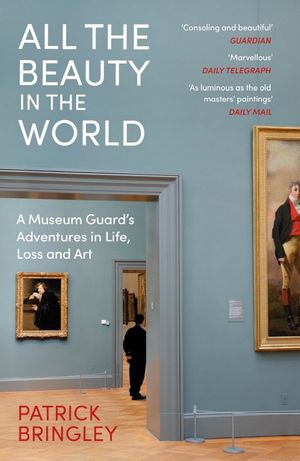 ALL THE
BEAUTY
IN THE
WORLD
‘Consoling and beautiful’
GUARDIAN
‘Marvellous’
DAILY TELEGRAPH
‘As luminous as the old
masters’ paintings’
DAILY MAIL
A Museum Guard’s
Adventures in Life,
Loss and Art
PATRICK
BRINGLEY